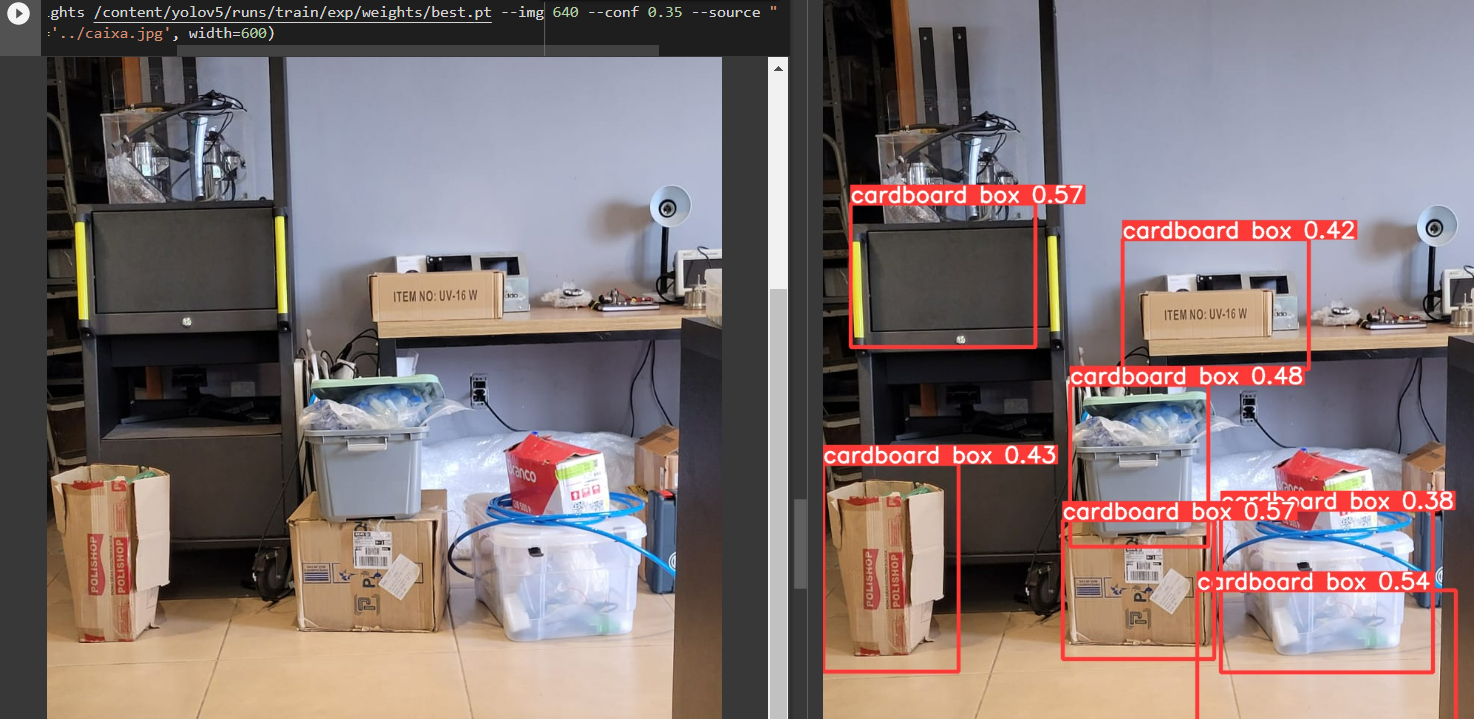 ghts /content/yolov5/runs/train/exp/weights/best.pt --img 640 --conf 0.35 --source "
='../caixa.jpg', width=600)
ITEM NO: UV-16 W
ranco
POLISHOP
POLISHOP
cardboard box 0.57
cardboard box 0.42
ITEM NO: UV-16 W
cardboard box 0.48
cardboard box 0.43
cardboard box 0.38
cardboard box 0.57
cardboard box 0.54
POLISHOP
POLISHOP